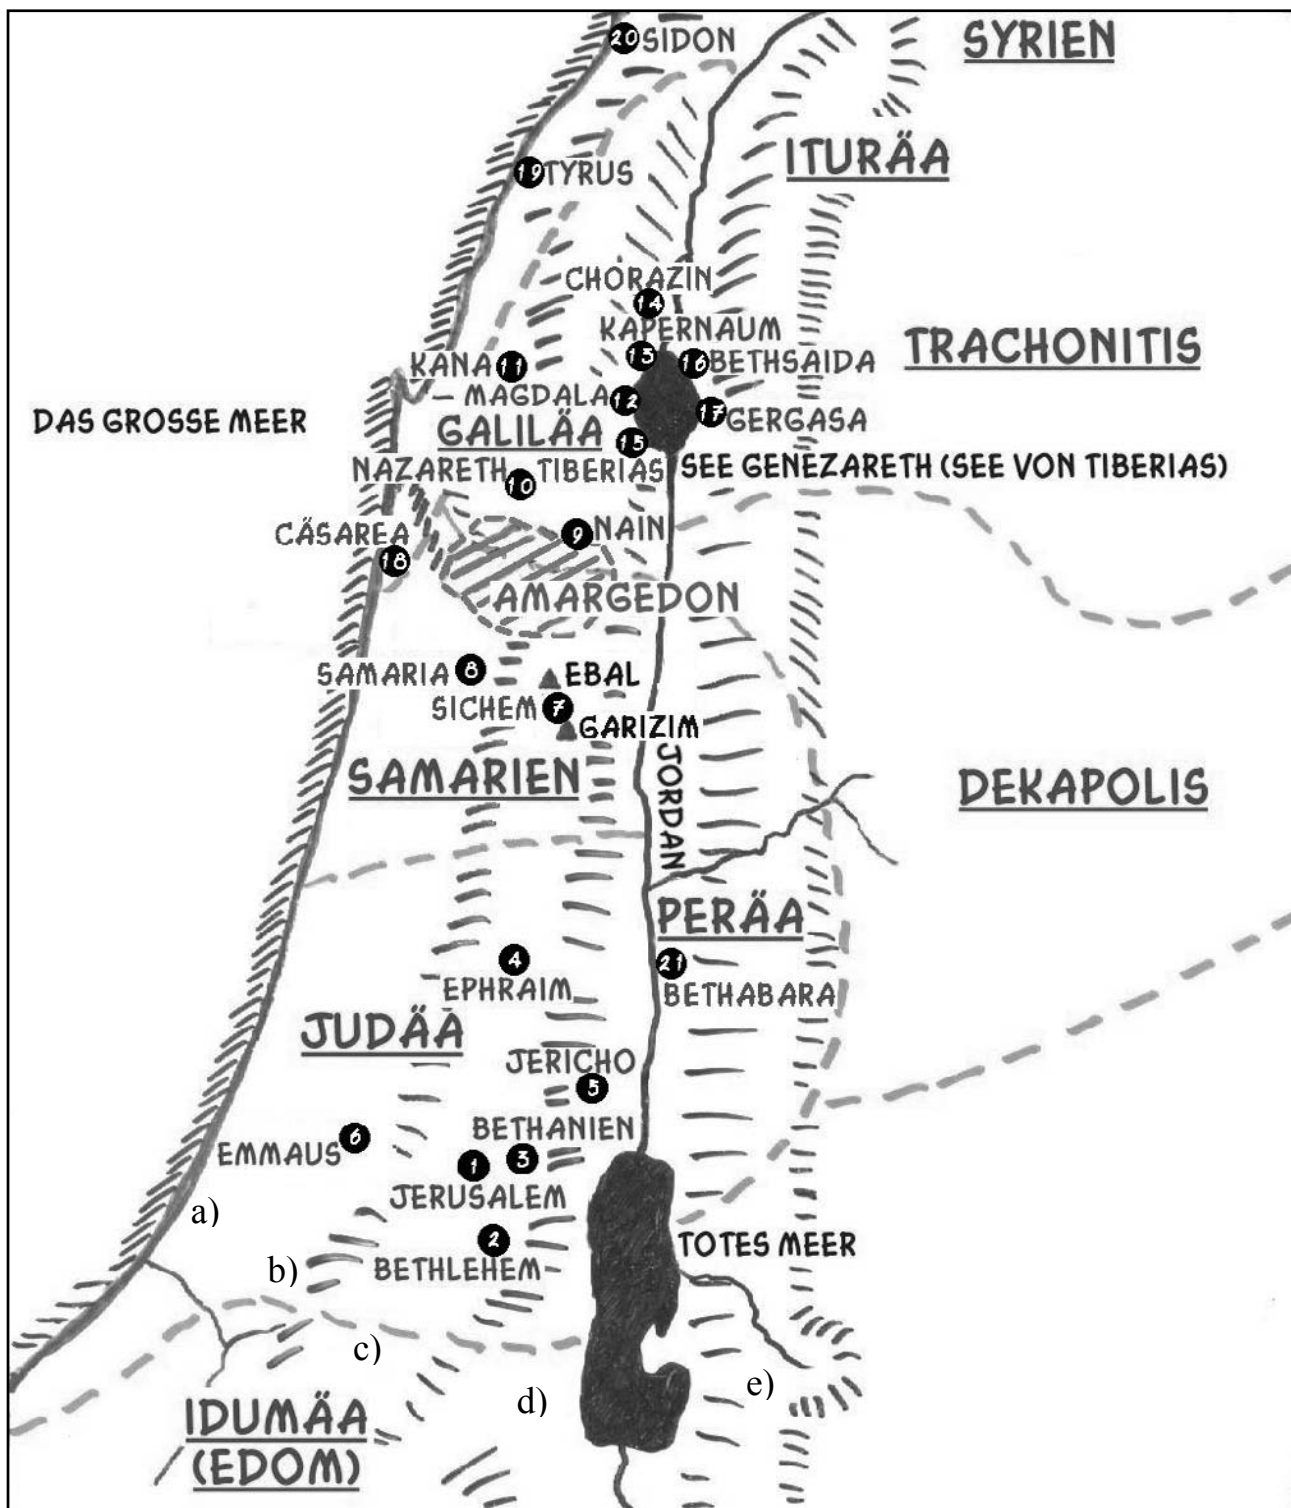 20 SIDON
SYRIEN
ITURÄA
19 TYRUS
CHORAZIN
14
KAPERNAUM
13
16 BETHSAIDA
TRACHONITIS
KANA 11
– MAGDALA 12
17 GERGASA
DAS GROSSE MEER
GALILÄA
15
NAZARETH TIBERIAS
10
SEE GENEZARETH (SEE VON TIBERIAS)
CÄSAREA
18
9 NAIN
AMARGEDON
SAMARIA 8
EBAL
SICHEM 7
GARIZIM
SAMARIEN
JORDAN
DEKAPOLIS
PERÄA
4
EPHRAIM
21
BETHABARA
JUDÄA
JERICHO
5
BETHANIEN
EMMAUS 6
1 3
JERUSALEM
a)
2
BETHLEHEM
TOTES MEER
b)
c)
d)
e)
IDUMÄA
(EDOM)